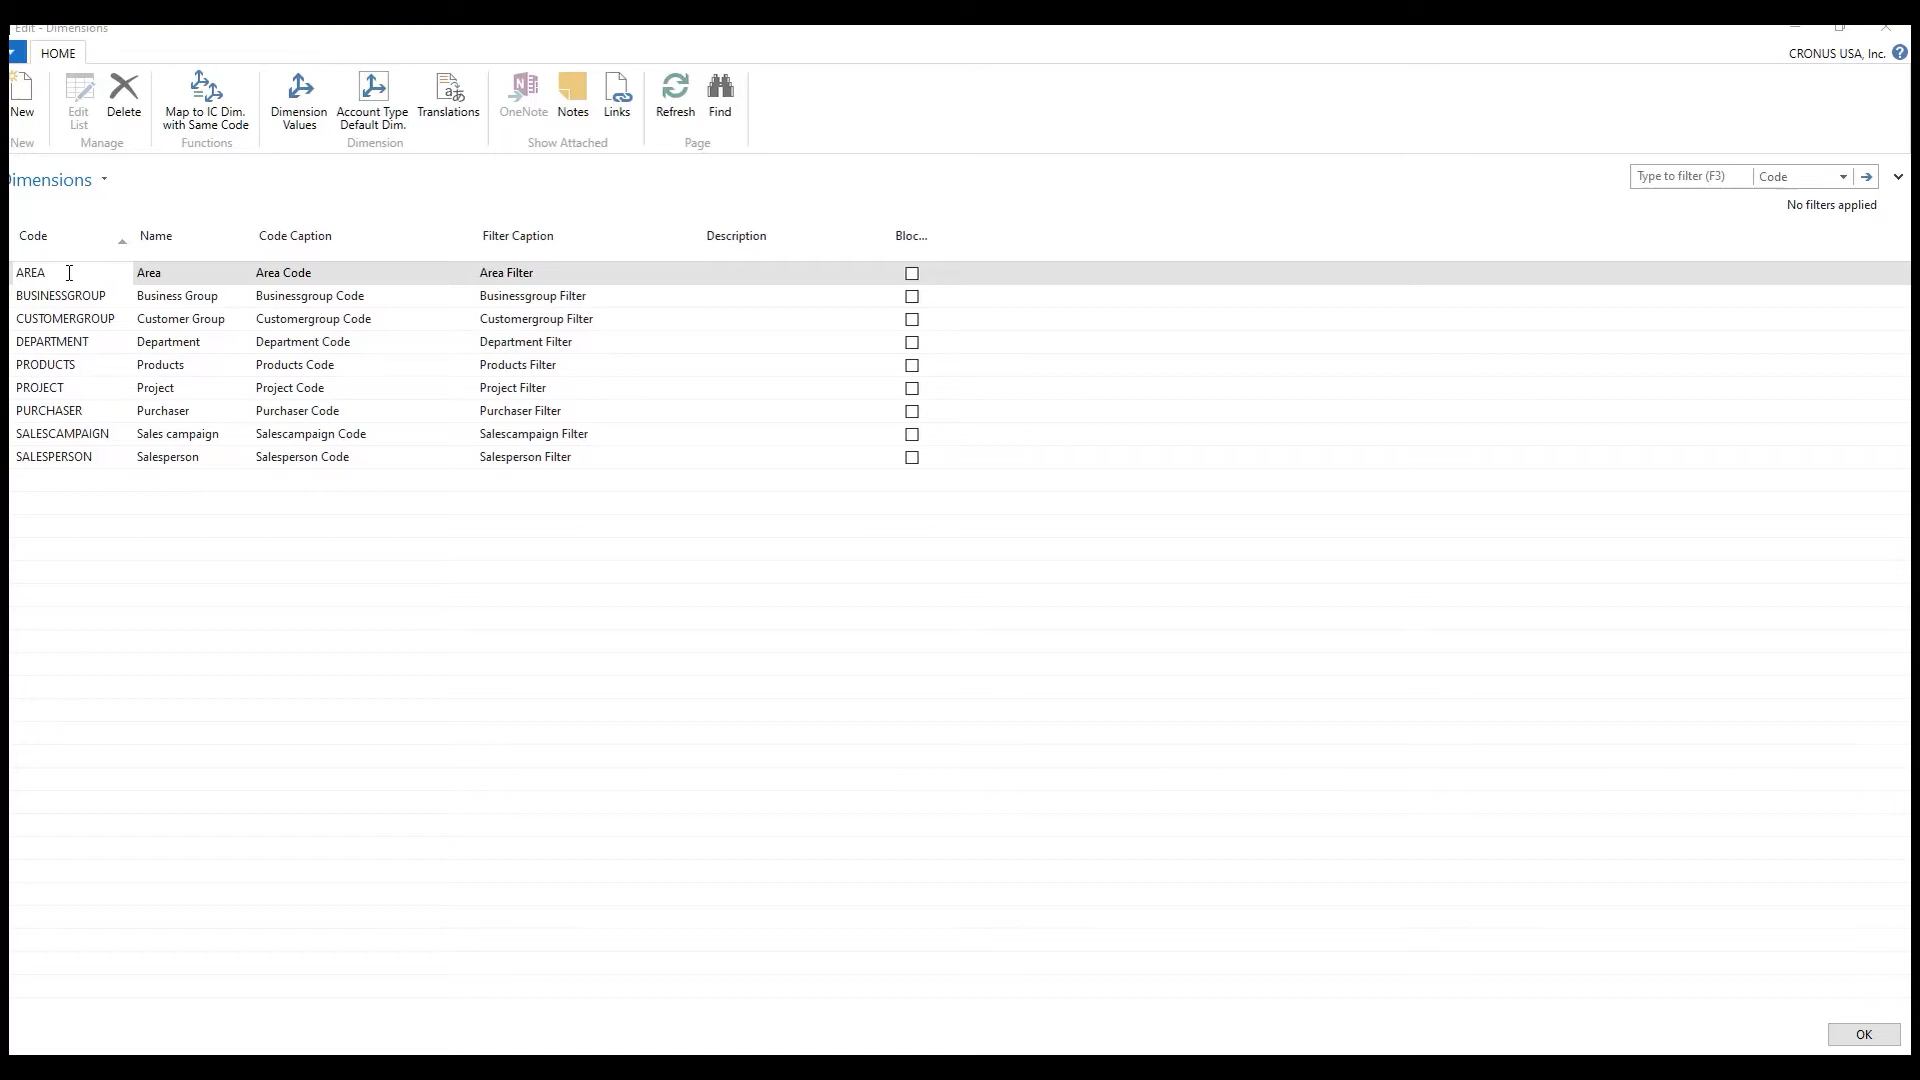 Edit - Dimensions
HOME
CRONUS USA, Inc.
New
Edit List
Delete
Map to IC Dim. with Same Code
Dimension Values
Account Type Default Dim.
Translations
OneNote
Notes
Links
Refresh
Find
New
Manage
Functions
Dimension
Show Attached
Page
Dimensions
Type to filter (F3)
Code
No filters applied
Code Name Code Caption Filter Caption Description Bloc...
AREA Area Area Code Area Filter
BUSINESSGROUP Business Group Businessgroup Code Businessgroup Filter
CUSTOMERGROUP Customer Group Customergroup Code Customergroup Filter
DEPARTMENT Department Department Code Department Filter
PRODUCTS Products Products Code Products Filter
PROJECT Project Project Code Project Filter
PURCHASER Purchaser Purchaser Code Purchaser Filter
SALESCAMPAIGN Sales campaign Salescampaign Code Salescampaign Filter
SALESPERSON Salesperson Salesperson Code Salesperson Filter
OK